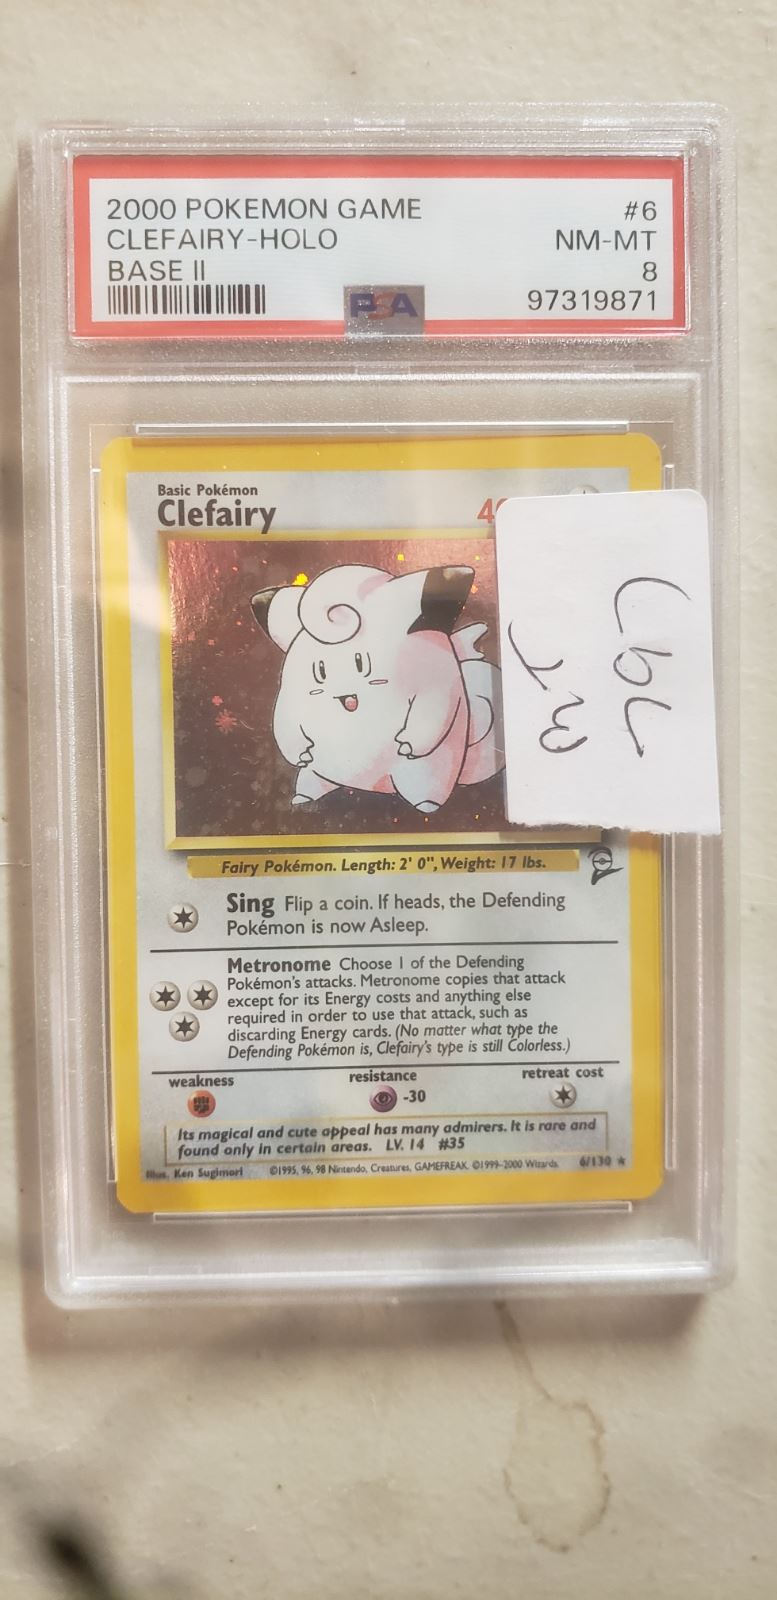 2000 POKEMON GAME #6
CLEFAIRY-HOLO NM-MT
BASE II 8
PSA 97319871
Basic Pokémon
Clefairy
Fairy Pokémon. Length: 2' 0", Weight: 17 lbs.
Sing Flip a coin. If heads, the Defending
Pokémon is now Asleep.
Metronome Choose 1 of the Defending
Pokémon's attacks. Metronome copies that attack
except for its Energy costs and anything else
required in order to use that attack, such as
discarding Energy cards. (No matter what type the
Defending Pokémon is, Clefairy's type is still Colorless.)
weakness resistance retreat cost
-30
Its magical and cute appeal has many admirers. It is rare and
found only in certain areas. LV. 14 #35
Illus. Ken Sugimori ©1995, 96, 98 Nintendo, Creatures, GAMEFREAK. ©1999-2000 Wizards. 6/130